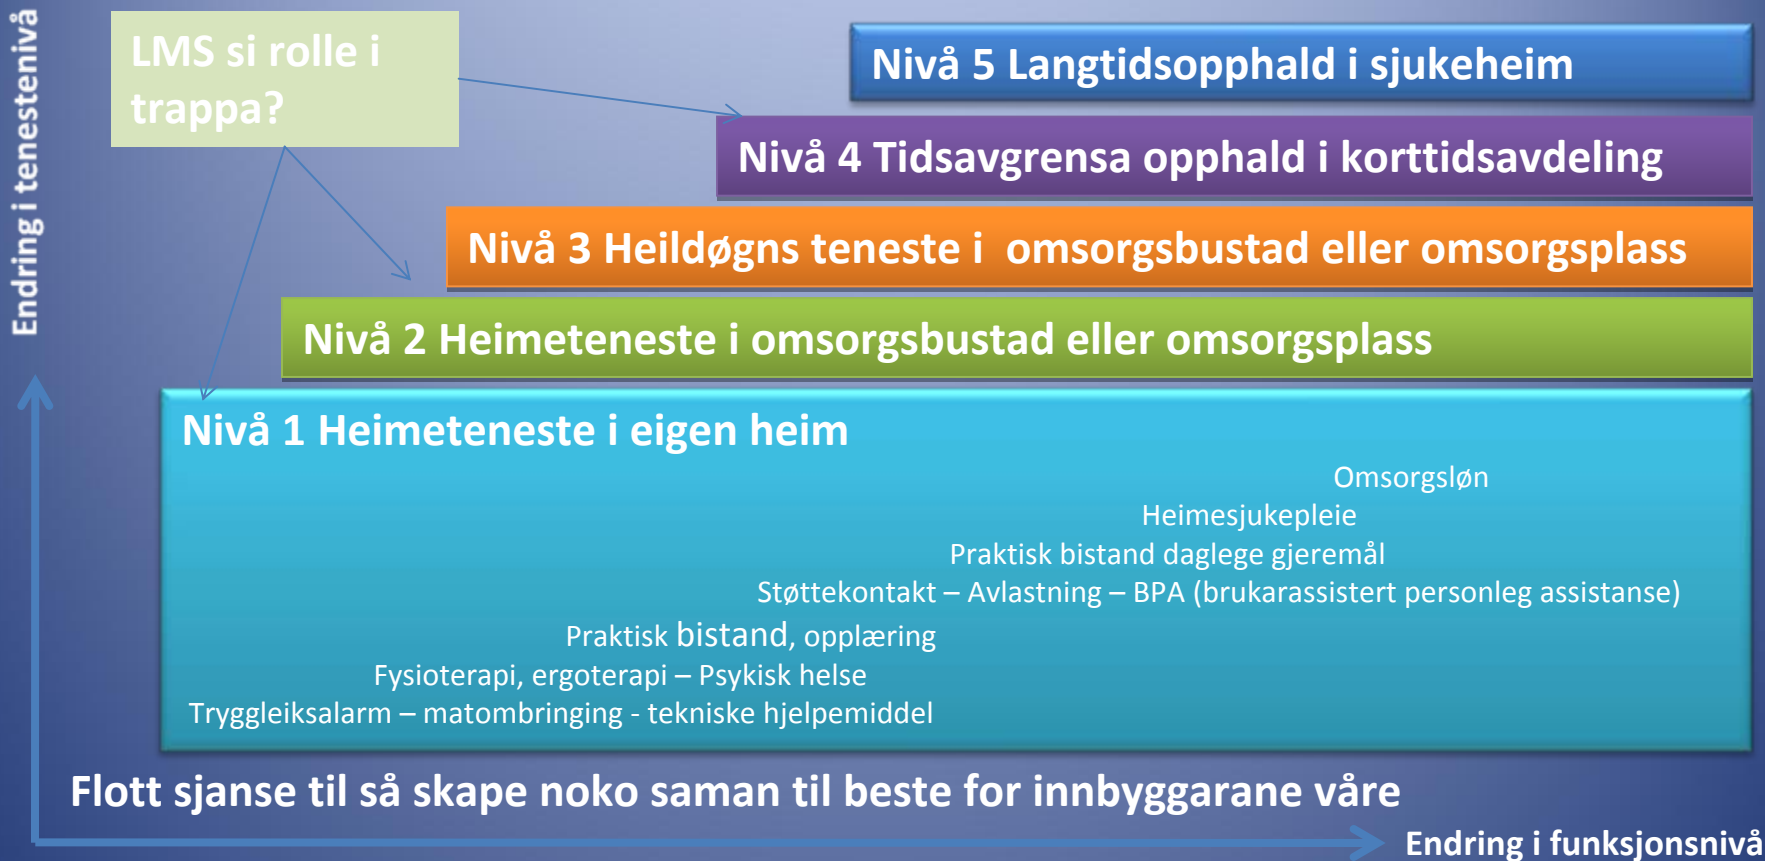 Endring i tenestenivå
LMS si rolle i
trappa?
Nivå 5 Langtidsopphald i sjukeheim
Nivå 4 Tidsavgrensa opphald i korttidsavdeling
Nivå 3 Heildøgns teneste i  omsorgsbustad eller omsorgsplass
Nivå 2 Heimeteneste i omsorgsbustad eller omsorgsplass
Nivå 1 Heimeteneste i eigen heim
Omsorgsløn
Heimesjukepleie
Praktisk bistand daglege gjeremål
Støttekontakt – Avlastning – BPA (brukarassistert personleg assistanse)
Praktisk bistand, opplæring
Fysioterapi, ergoterapi – Psykisk helse
Tryggleiksalarm – matombringing - tekniske hjelpemiddel
Flott sjanse til så skape noko saman til beste for innbyggarane våre
Endring i funksjonsnivå